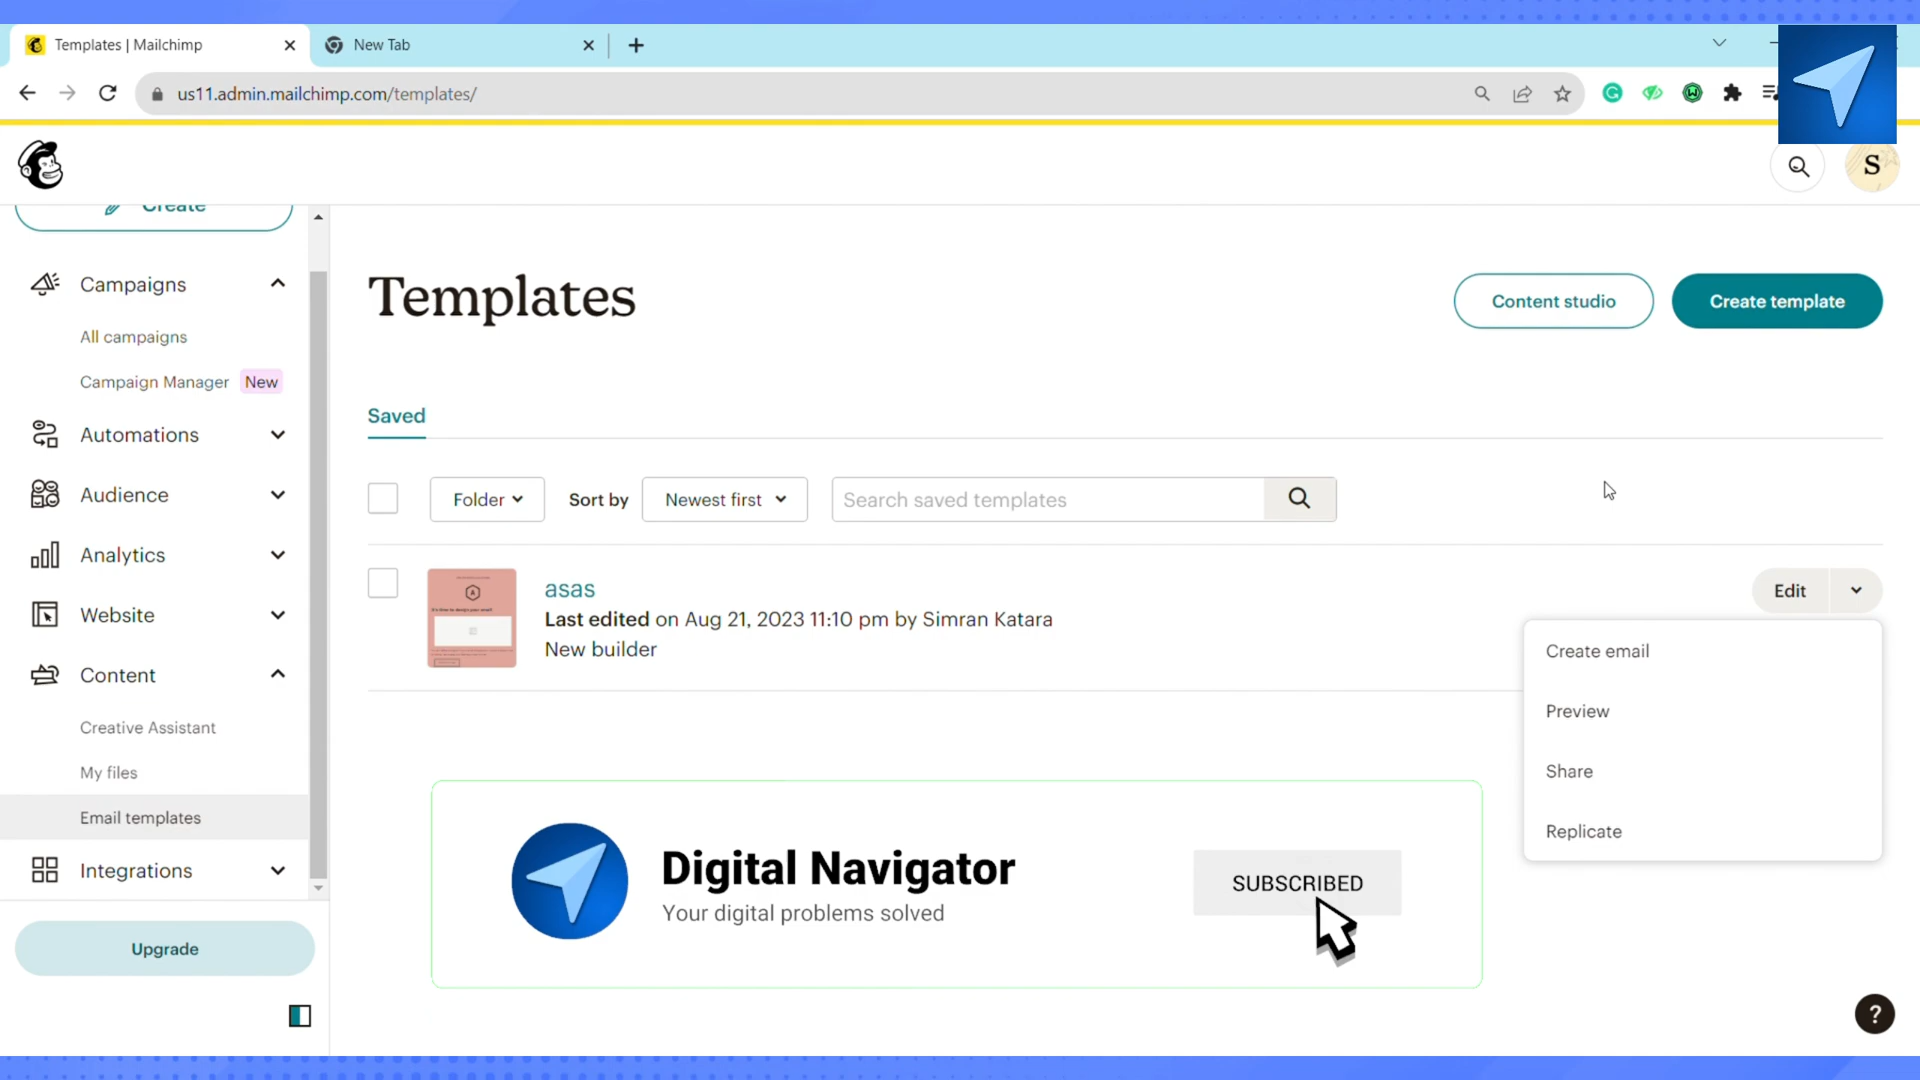 Templates | Mailchimp
New Tab
us11.admin.mailchimp.com/templates/
S
Create
Campaigns
All campaigns
Campaign Manager New
Automations
Audience
Analytics
Website
Content
Creative Assistant
My files
Email templates
Integrations
Upgrade
Templates
Content studio
Create template
Saved
Folder
Sort by
Newest first
Search saved templates
asas
Last edited on Aug 21, 2023 11:10 pm by Simran Katara
New builder
Edit
Create email
Preview
Share
Replicate
Digital Navigator
Your digital problems solved
SUBSCRIBED
?